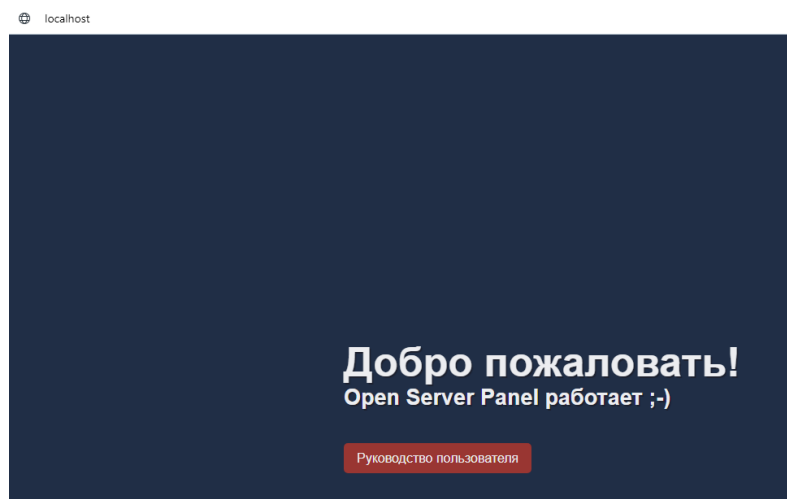 localhost
Добро пожаловать!
Open Server Panel работает ;-)
Руководство пользователя